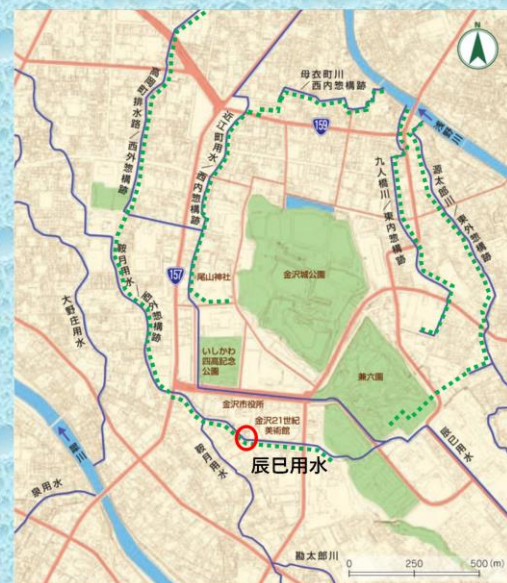 N
母衣町川
／西内惣構跡
159
浅野川
高岡町排水路／西外惣構跡
近江町用水／西内惣構跡
九人橋川／東内惣構跡
源太郎川／東外惣構跡
157
尾山神社
金沢城公園
鞍月用水／西外惣構跡
大野庄用水
いしかわ
四高記念
公園
兼六園
金沢市役所
金沢21世紀
美術館
辰巳用水
辰巳用水
鞍月用水
犀川
泉用水
勘太郎川
0 250 500(m)